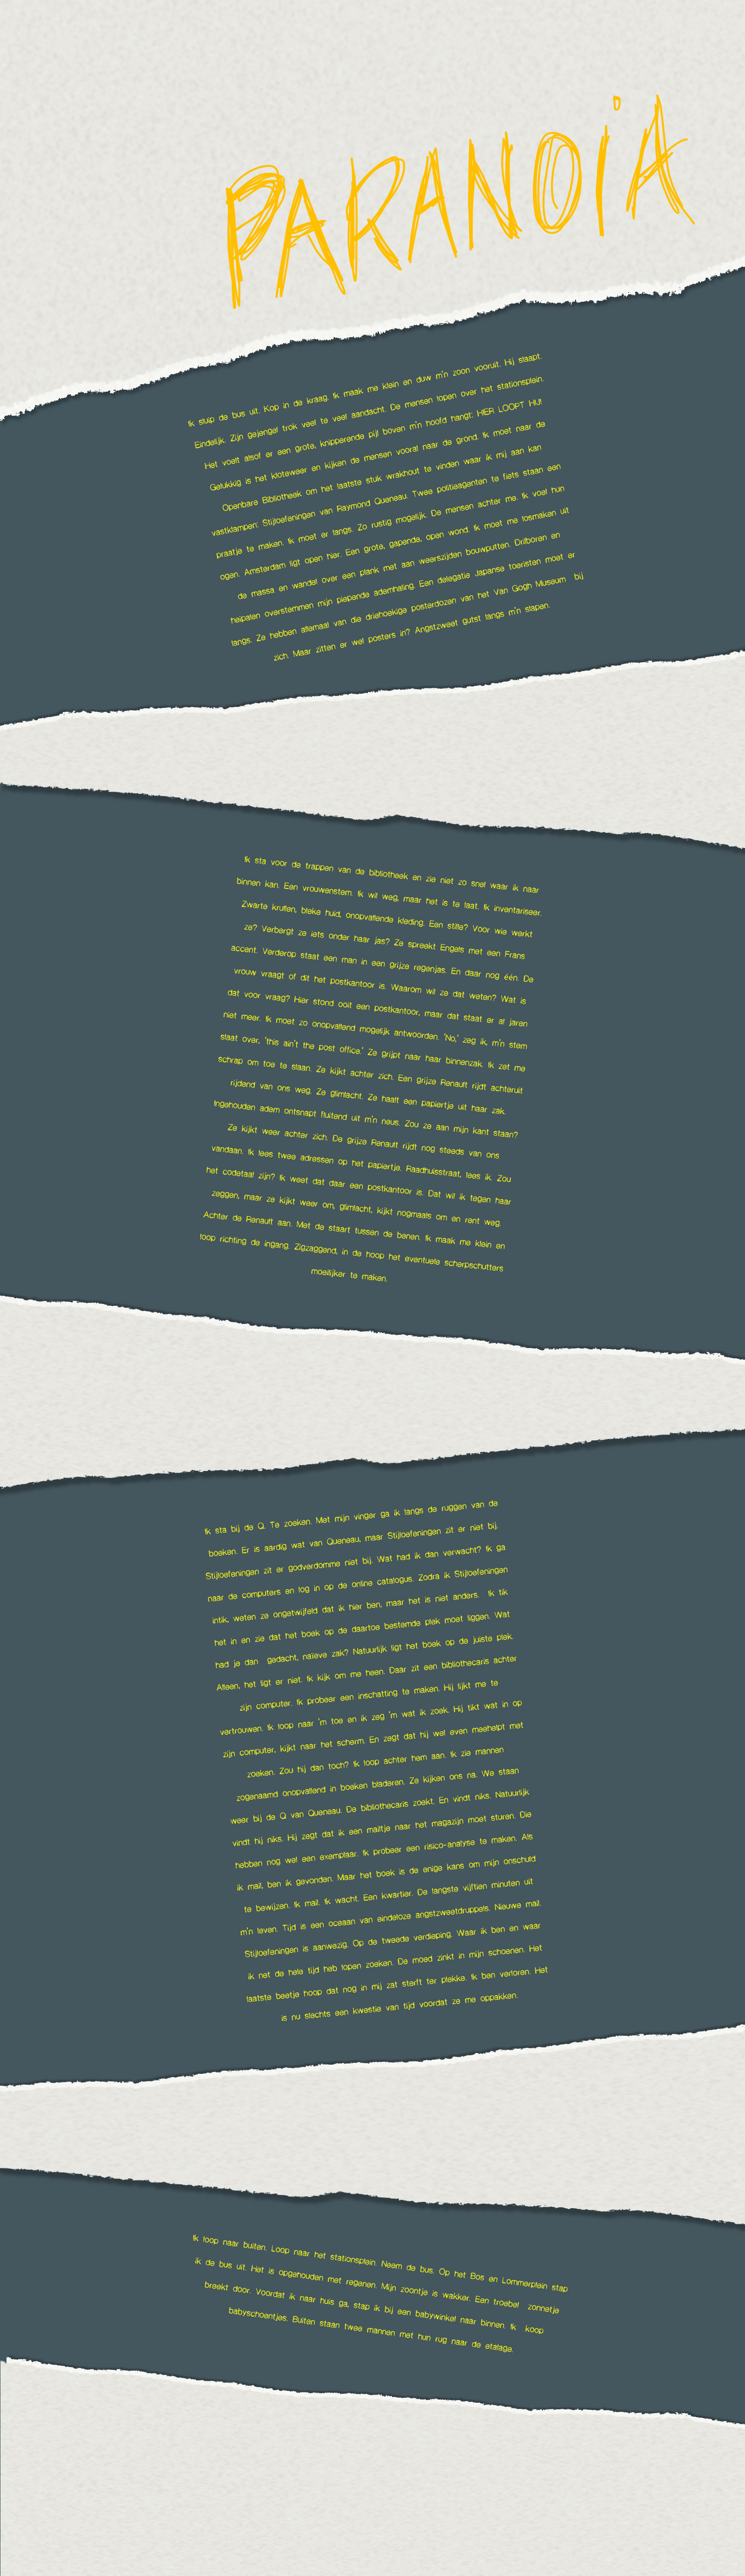 PARANOIA
Ik sluip de bus uit. Kop in de kraag. Ik maak me klein en duw m'n zoon vooruit. Hij slaapt.
Eindelijk. Zijn gejengel trok veel te veel aandacht. De mensen lopen over het stationsplein.
Het voelt alsof er een grote, knipperende pijl boven m'n hoofd hangt: HIER LOOPT HIJ!
Gelukkig is het kloteweer en kijken de mensen vooral naar de grond. Ik moet naar de
Openbare Bibliotheek om het laatste stuk wrakhout te vinden waar ik mij aan kan
vastklampen: Stijloefeningen van Raymond Queneau. Twee politieagenten te fiets staan een
praatje te maken. Ik moet er langs. Zo rustig mogelijk. De mensen achter me. Ik voel hun
ogen. Amsterdam ligt open hier. Een grote, gapende, open wond. Ik moet me losmaken uit
de massa en wandel over een plank met aan weerszijden bouwputten. Drilboren en
heipalen overstemmen mijn piepende ademhaling. Een delegatie Japanse toeristen moet er
langs. Ze hebben allemaal van die driehoekige posterdozen van het Van Gogh Museum bij
zich. Maar zitten er wel posters in? Angstzweet gutst langs m'n slapen.
Ik sta voor de trappen van de bibliotheek en zie niet zo snel waar ik naar
binnen kan. Een vrouwenstem. Ik wil weg, maar het is te laat. Ik inventariseer.
Zwarte krullen, bleke huid, onopvallende kleding. Een stille? Voor wie werkt
ze? Verbergt ze iets onder haar jas? Ze spreekt Engels met een Frans
accent. Verderop staat een man in een grijze regenjas. En daar nog één. De
vrouw vraagt of dit het postkantoor is. Waarom wil ze dat weten? Wat is
dat voor vraag? Hier stond ooit een postkantoor, maar dat staat er al jaren
niet meer. Ik moet zo onopvallend mogelijk antwoorden. 'No,' zeg ik, m'n stem
slaat over, 'this ain't the post office.' Ze grijpt naar haar binnenzak. Ik zet me
schrap om toe te slaan. Ze kijkt achter zich. Een grijze Renault rijdt achteruit
rijdend van ons weg. Ze glimlacht. Ze haalt een papiertje uit haar zak.
Ingehouden adem ontsnapt fluitend uit m'n neus. Zou ze aan mijn kant staan?
Ze kijkt weer achter zich. De grijze Renault rijdt nog steeds van ons
vandaan. Ik lees twee adressen op het papiertje. Raadhuisstraat, lees ik. Zou
het codetaal zijn? Ik weet dat daar een postkantoor is. Dat wil ik tegen haar
zeggen, maar ze kijkt weer om, glimlacht, kijkt nogmaals om en rent weg.
Achter de Renault aan. Met de staart tussen de benen. Ik maak me klein en
loop richting de ingang. Zigzaggend, in de hoop het eventuele scherpschutters
moeilijker te maken.
Ik sta bij de Q. Te zoeken. Met mijn vinger ga ik langs de ruggen van de
boeken. Er is aardig wat van Queneau, maar Stijloefeningen zit er niet bij.
Stijloefeningen zit er godverdomme niet bij. Wat had ik dan verwacht? Ik ga
naar de computers en log in op de online catalogus. Zodra ik Stijloefeningen
intik, weten ze ongetwijfeld dat ik hier ben, maar het is niet anders. Ik tik
het in en zie dat het boek op de daartoe bestemde plek moet liggen. Wat
had je dan gedacht, naïeve zak? Natuurlijk ligt het boek op de juiste plek.
Alleen, het ligt er niet. Ik kijk om me heen. Daar zit een bibliothecaris achter
zijn computer. Ik probeer een inschatting te maken. Hij lijkt me te
vertrouwen. Ik loop naar 'm toe en ik zeg 'm wat ik zoek. Hij tikt wat in op
zijn computer, kijkt naar het scherm. En zegt dat hij wel even meehelpt met
zoeken. Zou hij dan toch? Ik loop achter hem aan. Ik zie mannen
zogenaamd onopvallend in boeken bladeren. Ze kijken ons na. We staan
weer bij de Q van Queneau. De bibliothecaris zoekt. En vindt niks. Natuurlijk
vindt hij niks. Hij zegt dat ik een mailtje naar het magazijn moet sturen. Die
hebben nog wel een exemplaar. Ik probeer een risico-analyse te maken. Als
ik mail, ben ik gevonden. Maar het boek is de enige kans om mijn onschuld
te bewijzen. Ik mail. Ik wacht. Een kwartier. De langste vijftien minuten uit
m'n leven. Tijd is een oceaan van eindeloze angstzweetdruppels. Nieuwe mail.
Stijloefeningen is aanwezig. Op de tweede verdieping. Waar ik ben en waar
ik net de hele tijd heb lopen zoeken. De moed zinkt in mijn schoenen. Het
laatste beetje hoop dat nog in mij zat sterft ter plekke. Ik ben verloren. Het
is nu slechts een kwestie van tijd voordat ze me oppakken.
Ik loop naar buiten. Loop naar het stationsplein. Neem de bus. Op het Bos en Lommerplein stap
ik de bus uit. Het is opgehouden met regenen. Mijn zoontje is wakker. Een troebel zonnetje
breekt door. Voordat ik naar huis ga, stap ik bij een babywinkel naar binnen. Ik koop
babyschoentjes. Buiten staan twee mannen met hun rug naar de etalage.